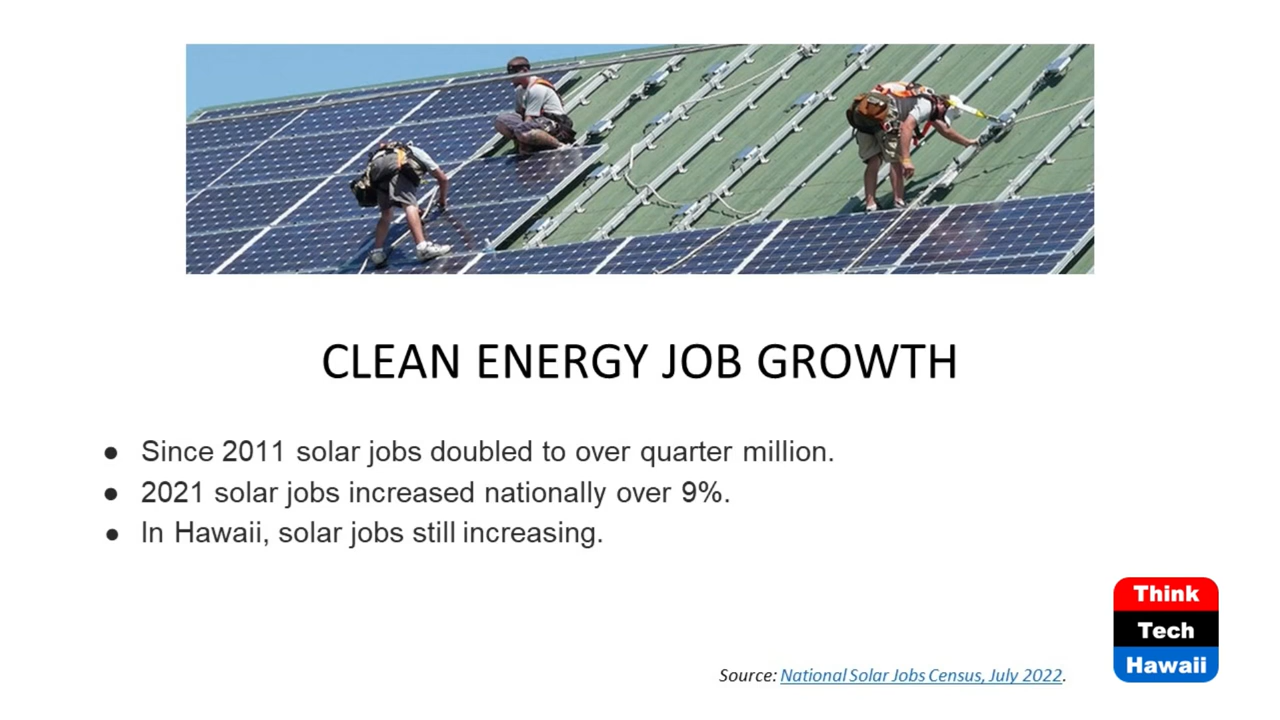 CLEAN ENERGY JOB GROWTH
● Since 2011 solar jobs doubled to over quarter million.
● 2021 solar jobs increased nationally over 9%.
● In Hawaii, solar jobs still increasing.
Think
Tech
Hawaii
Source: National Solar Jobs Census, July 2022.